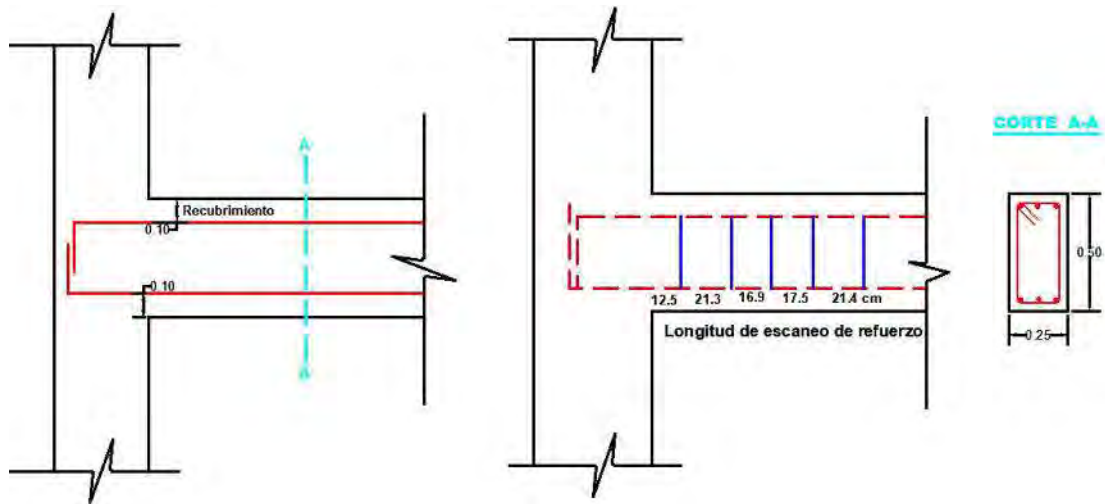 A
Recubrimiento
0.10
0.10
A
12.5 21.3 16.9 17.5 21.4 cm
Longitud de escaneo de refuerzo
CORTE A-A
0.50
0.25